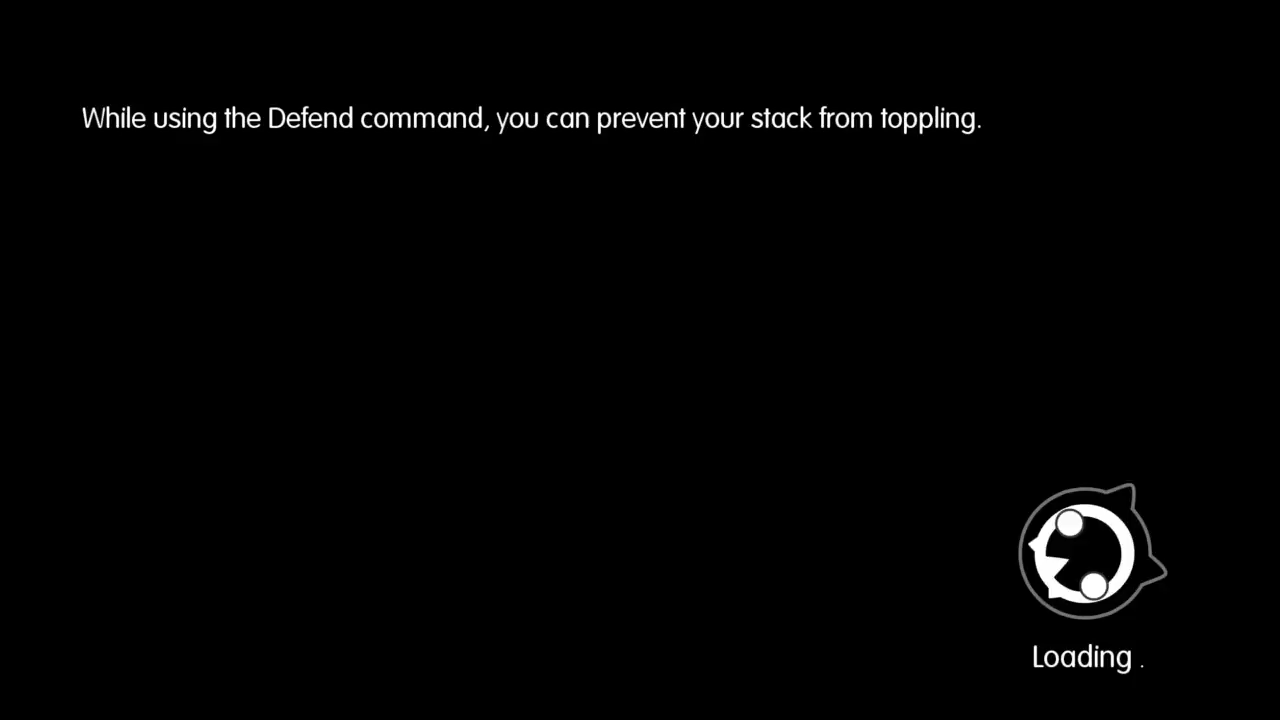 While using the Defend command, you can prevent your stack from toppling.
Loading .